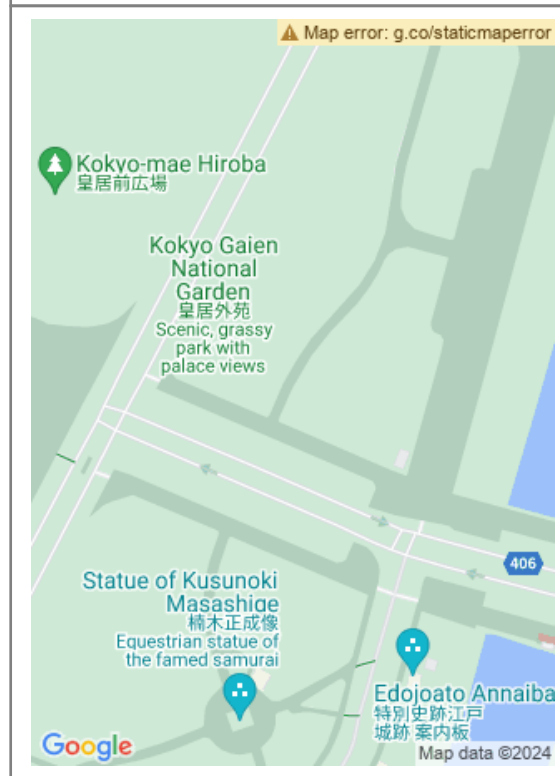 Map error: g.co/staticmaperror
Kokyo-mae Hiroba
皇居前広場
Kokyo Gaien
National
Garden
皇居外苑
Scenic, grassy
park with
palace views
406
Statue of Kusunoki
Masashige
楠木正成像
Equestrian statue of
the famed samurai
Edojoato Annaiba
特別史跡江戸
城跡 案内板
Google
Map data ©2024